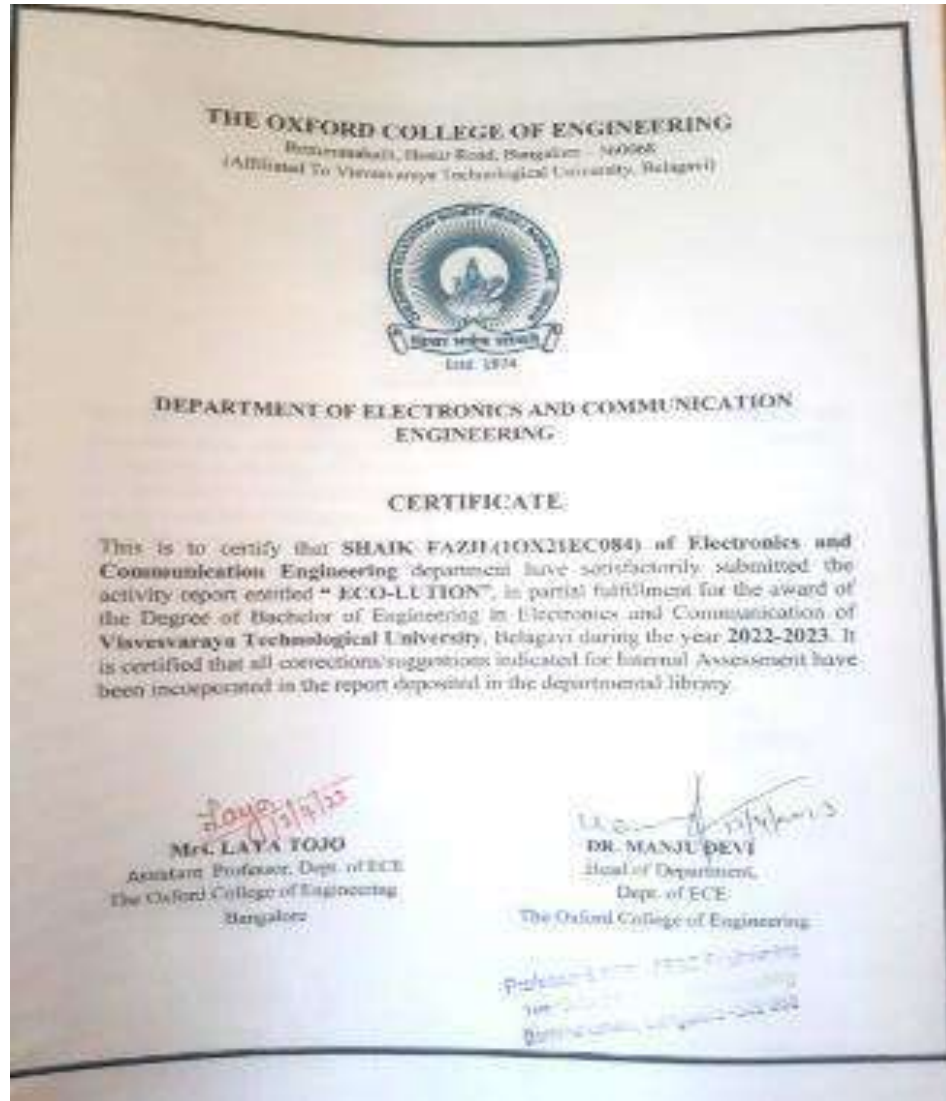 THE OXFORD COLLEGE OF ENGINEERING
Hosur Road, Bangalore 560068
(Affiliated To Visvesvaraya Technological University, Belagavi)
Estd. 1974
DEPARTMENT OF ELECTRONICS AND COMMUNICATION
ENGINEERING
CERTIFICATE
This is to certify that SHAIK FAZIL(1OX21EC084) of Electronics and
Communication Engineering department have satisfactorily submitted the
activity report entitled “ ECO-LUTION”, in partial fulfillment for the award of
the Degree of Bachelor of Engineering in Electronics and Communication of
Visvesvaraya Technological University, Belagavi during the year 2022-2023. It
is certified that all corrections/suggestions indicated for Internal Assessment have
been incorporated in the report deposited in the departmental library.
Laya
Mrs. LAYA TOJO
Assistant Professor, Dept. of ECE
The Oxford College of Engineering
Bangalore
DR. MANJU DEVI
Head of Department,
Dept. of ECE
The Oxford College of Engineering